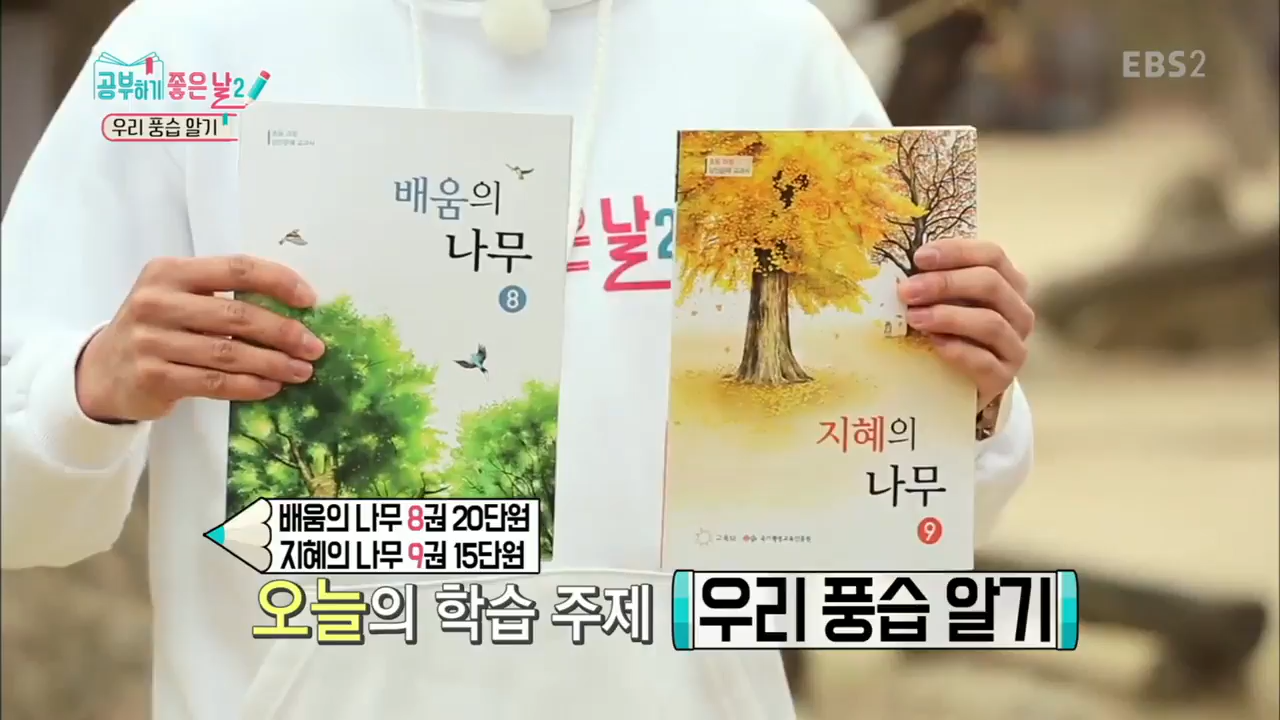 공부하기 좋은 날 2
우리 풍습 알기
EBS2
배움의
나무
8
은 날 2
지혜의
나무
9
배움의 나무 8권 20단원
지혜의 나무 9권 15단원
오늘의 학습 주제 우리 풍습 알기